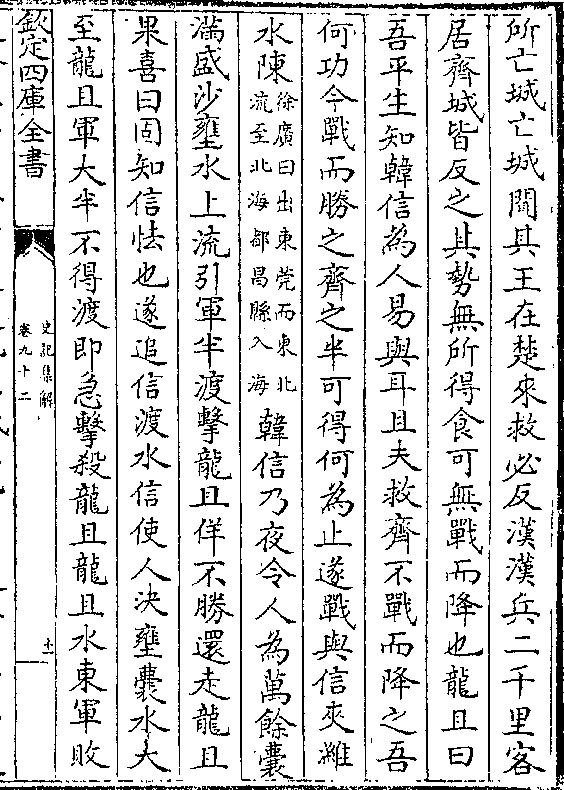 所亡城亡城聞其王在楚來救必反漢漢兵二千里客
居齊城皆反之其勢無所得食可無戰而降也龍且曰
吾平生知韓信為人易與耳且夫救齊不戰而降之吾
何功今戰而勝之齊之半可得何為止遂戰與信夾濰
水陳徐廣曰出東莞而東北流至北海都昌縣入海韓信乃夜令人為萬餘囊
滿盛沙壅水上流引軍半渡擊龍且佯不勝還走龍且
果喜曰固知信怯也遂追信渡水信使人決壅囊水大
至龍且軍大半不得渡即急擊殺龍且龍且水東軍敗
欽定四庫全書
史記集解
卷九十二
十一